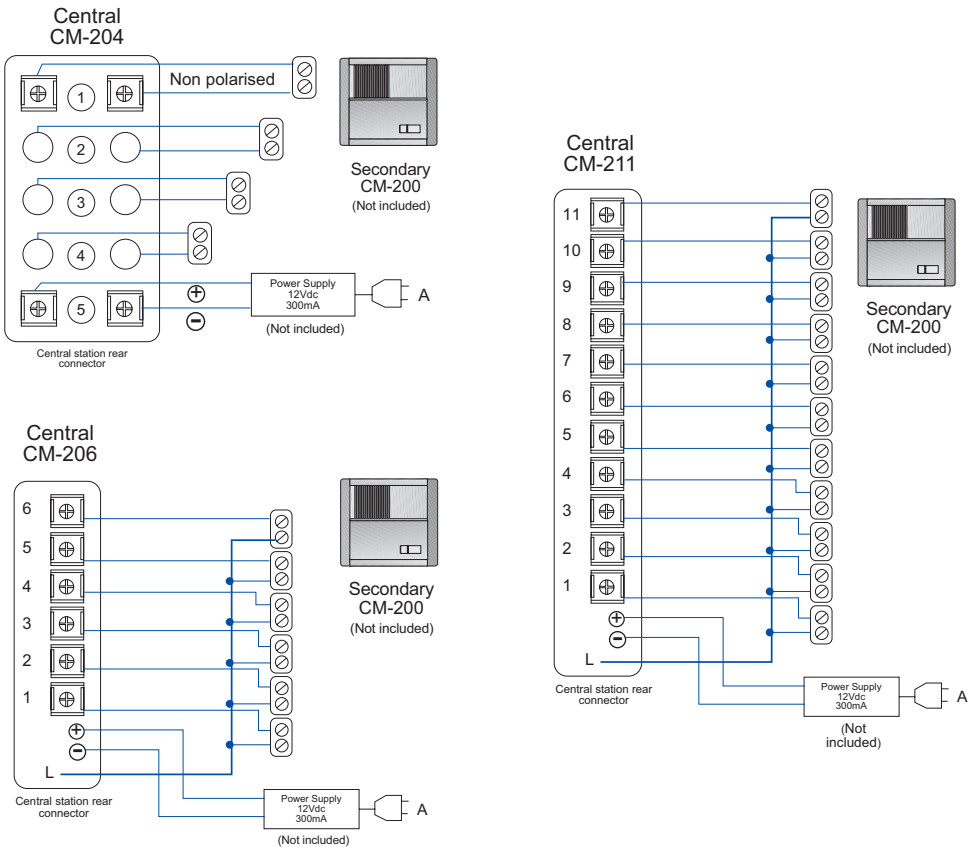 Central
CM-204
1
Non polarised
2
3
4
5
+
−
Power Supply
12Vdc
300mA
A
(Not included)
Central station rear
connector
Secondary
CM-200
(Not included)
Central
CM-206
6
5
4
3
2
1
+
−
L
Central station rear
connector
Power Supply
12Vdc
300mA
A
(Not included)
Secondary
CM-200
(Not included)
Central
CM-211
11
10
9
8
7
6
5
4
3
2
1
+
−
L
Central station rear
connector
Power Supply
12Vdc
300mA
A
(Not
included)
Secondary
CM-200
(Not included)